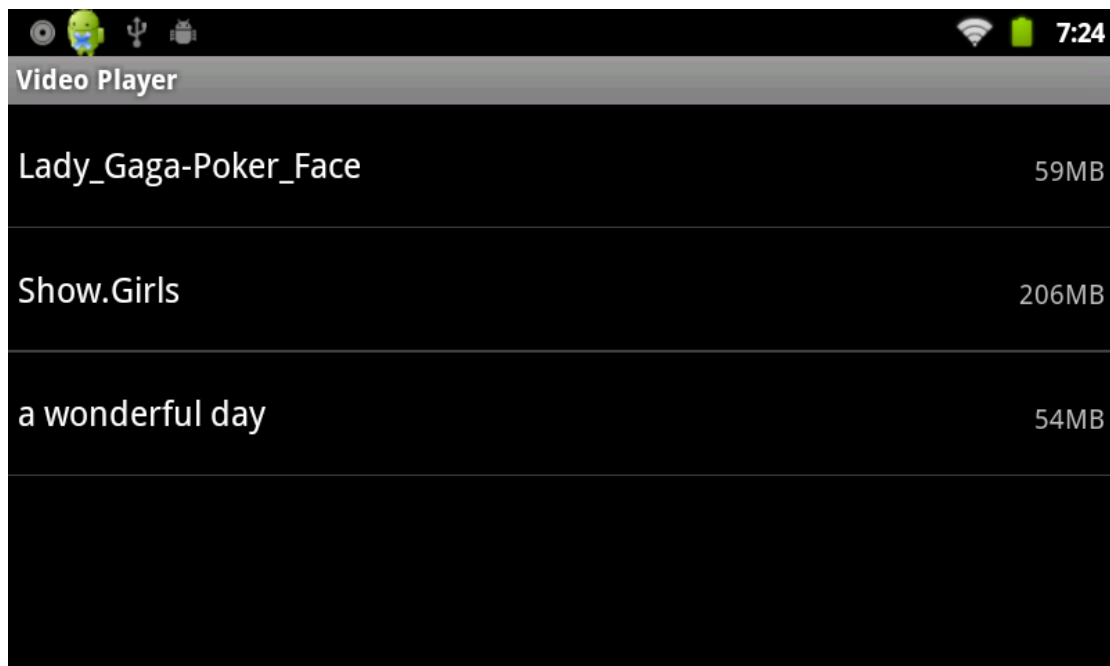 7:24
Video Player
Lady_Gaga-Poker_Face 59MB
Show.Girls 206MB
a wonderful day 54MB